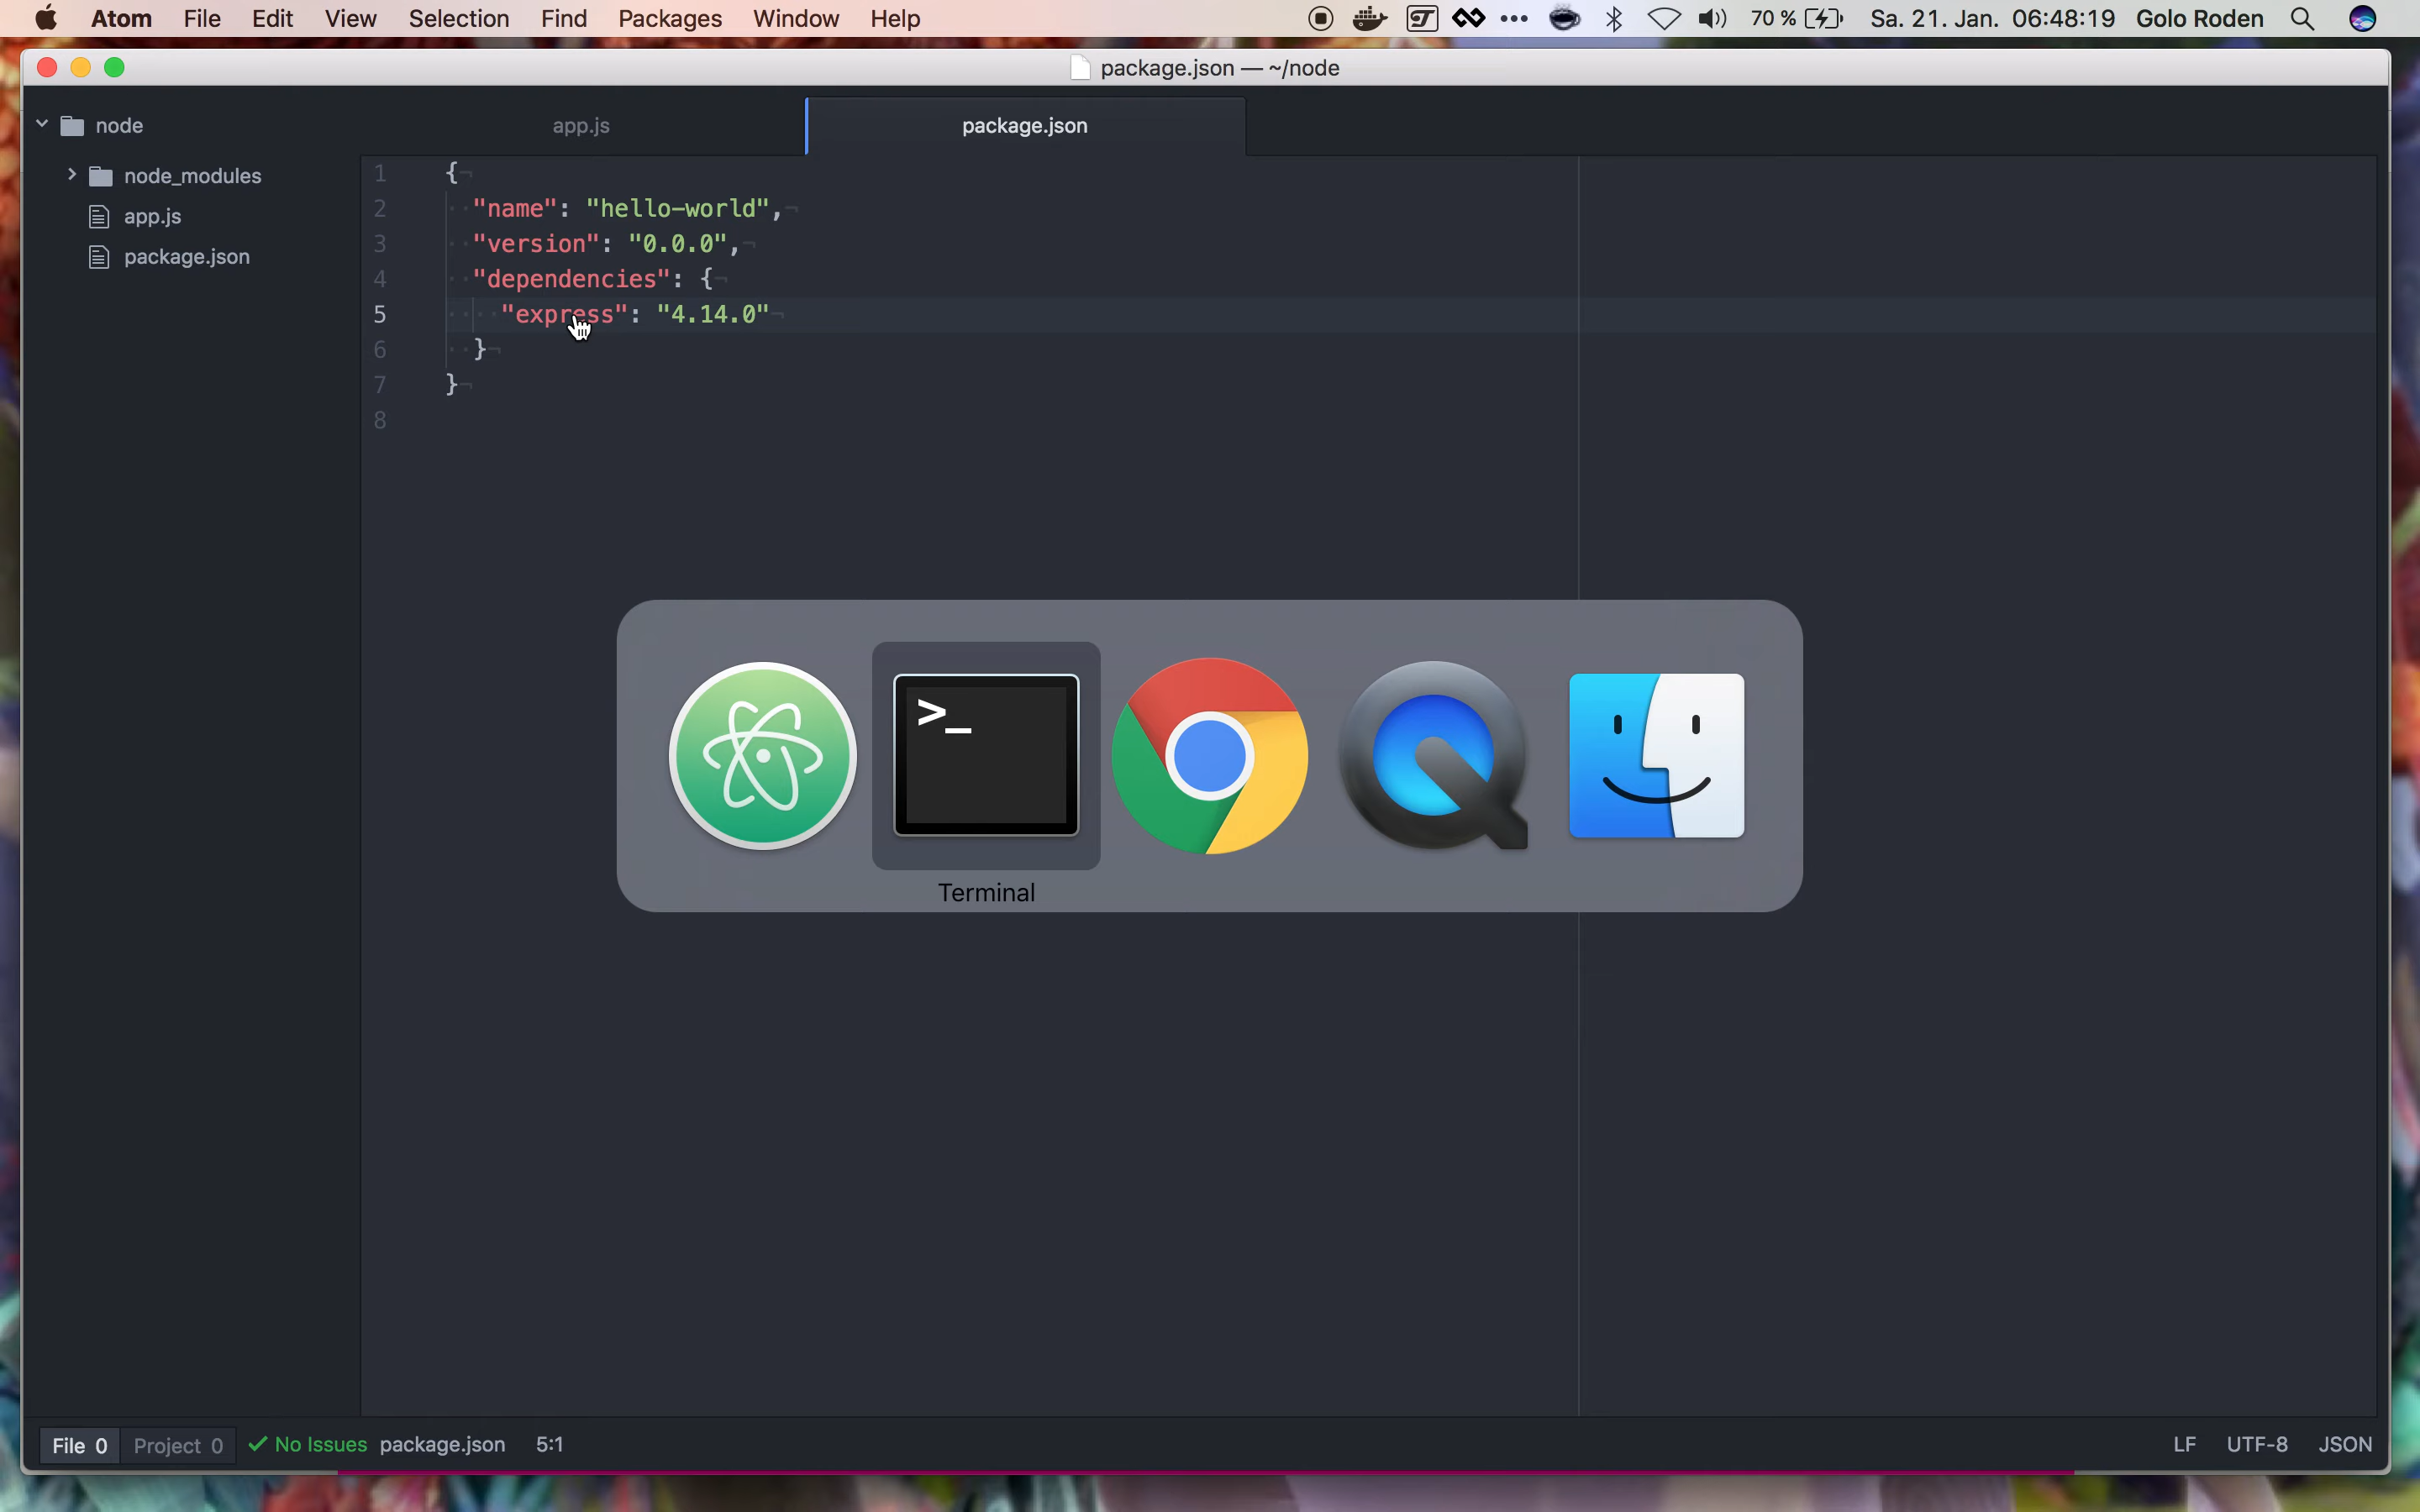 Atom File Edit View Selection Find Packages Window Help 70 % Sa. 21. Jan. 06:48:19 Golo Roden
package.json — ~/node
node
node_modules
app.js
package.json
app.js package.json
1 {
2 "name": "hello-world",
3 "version": "0.0.0",
4 "dependencies": {
5 "express": "4.14.0"
6 }
7 }
8
>_
Terminal
File 0 Project 0 No Issues package.json 5:1 LF UTF-8 JSON